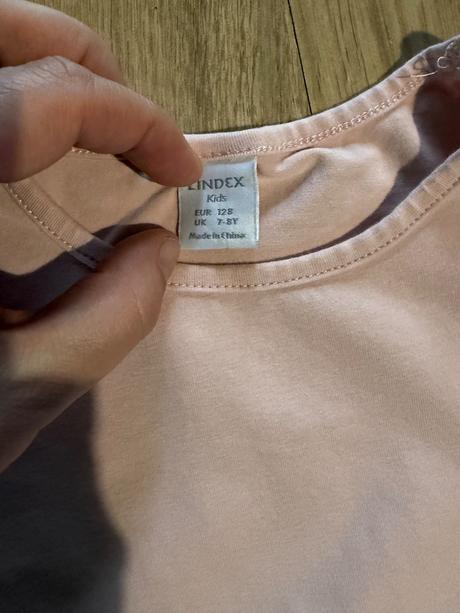 LINDEX
Kids
EUR 128
UK 7-8Y
Made in China